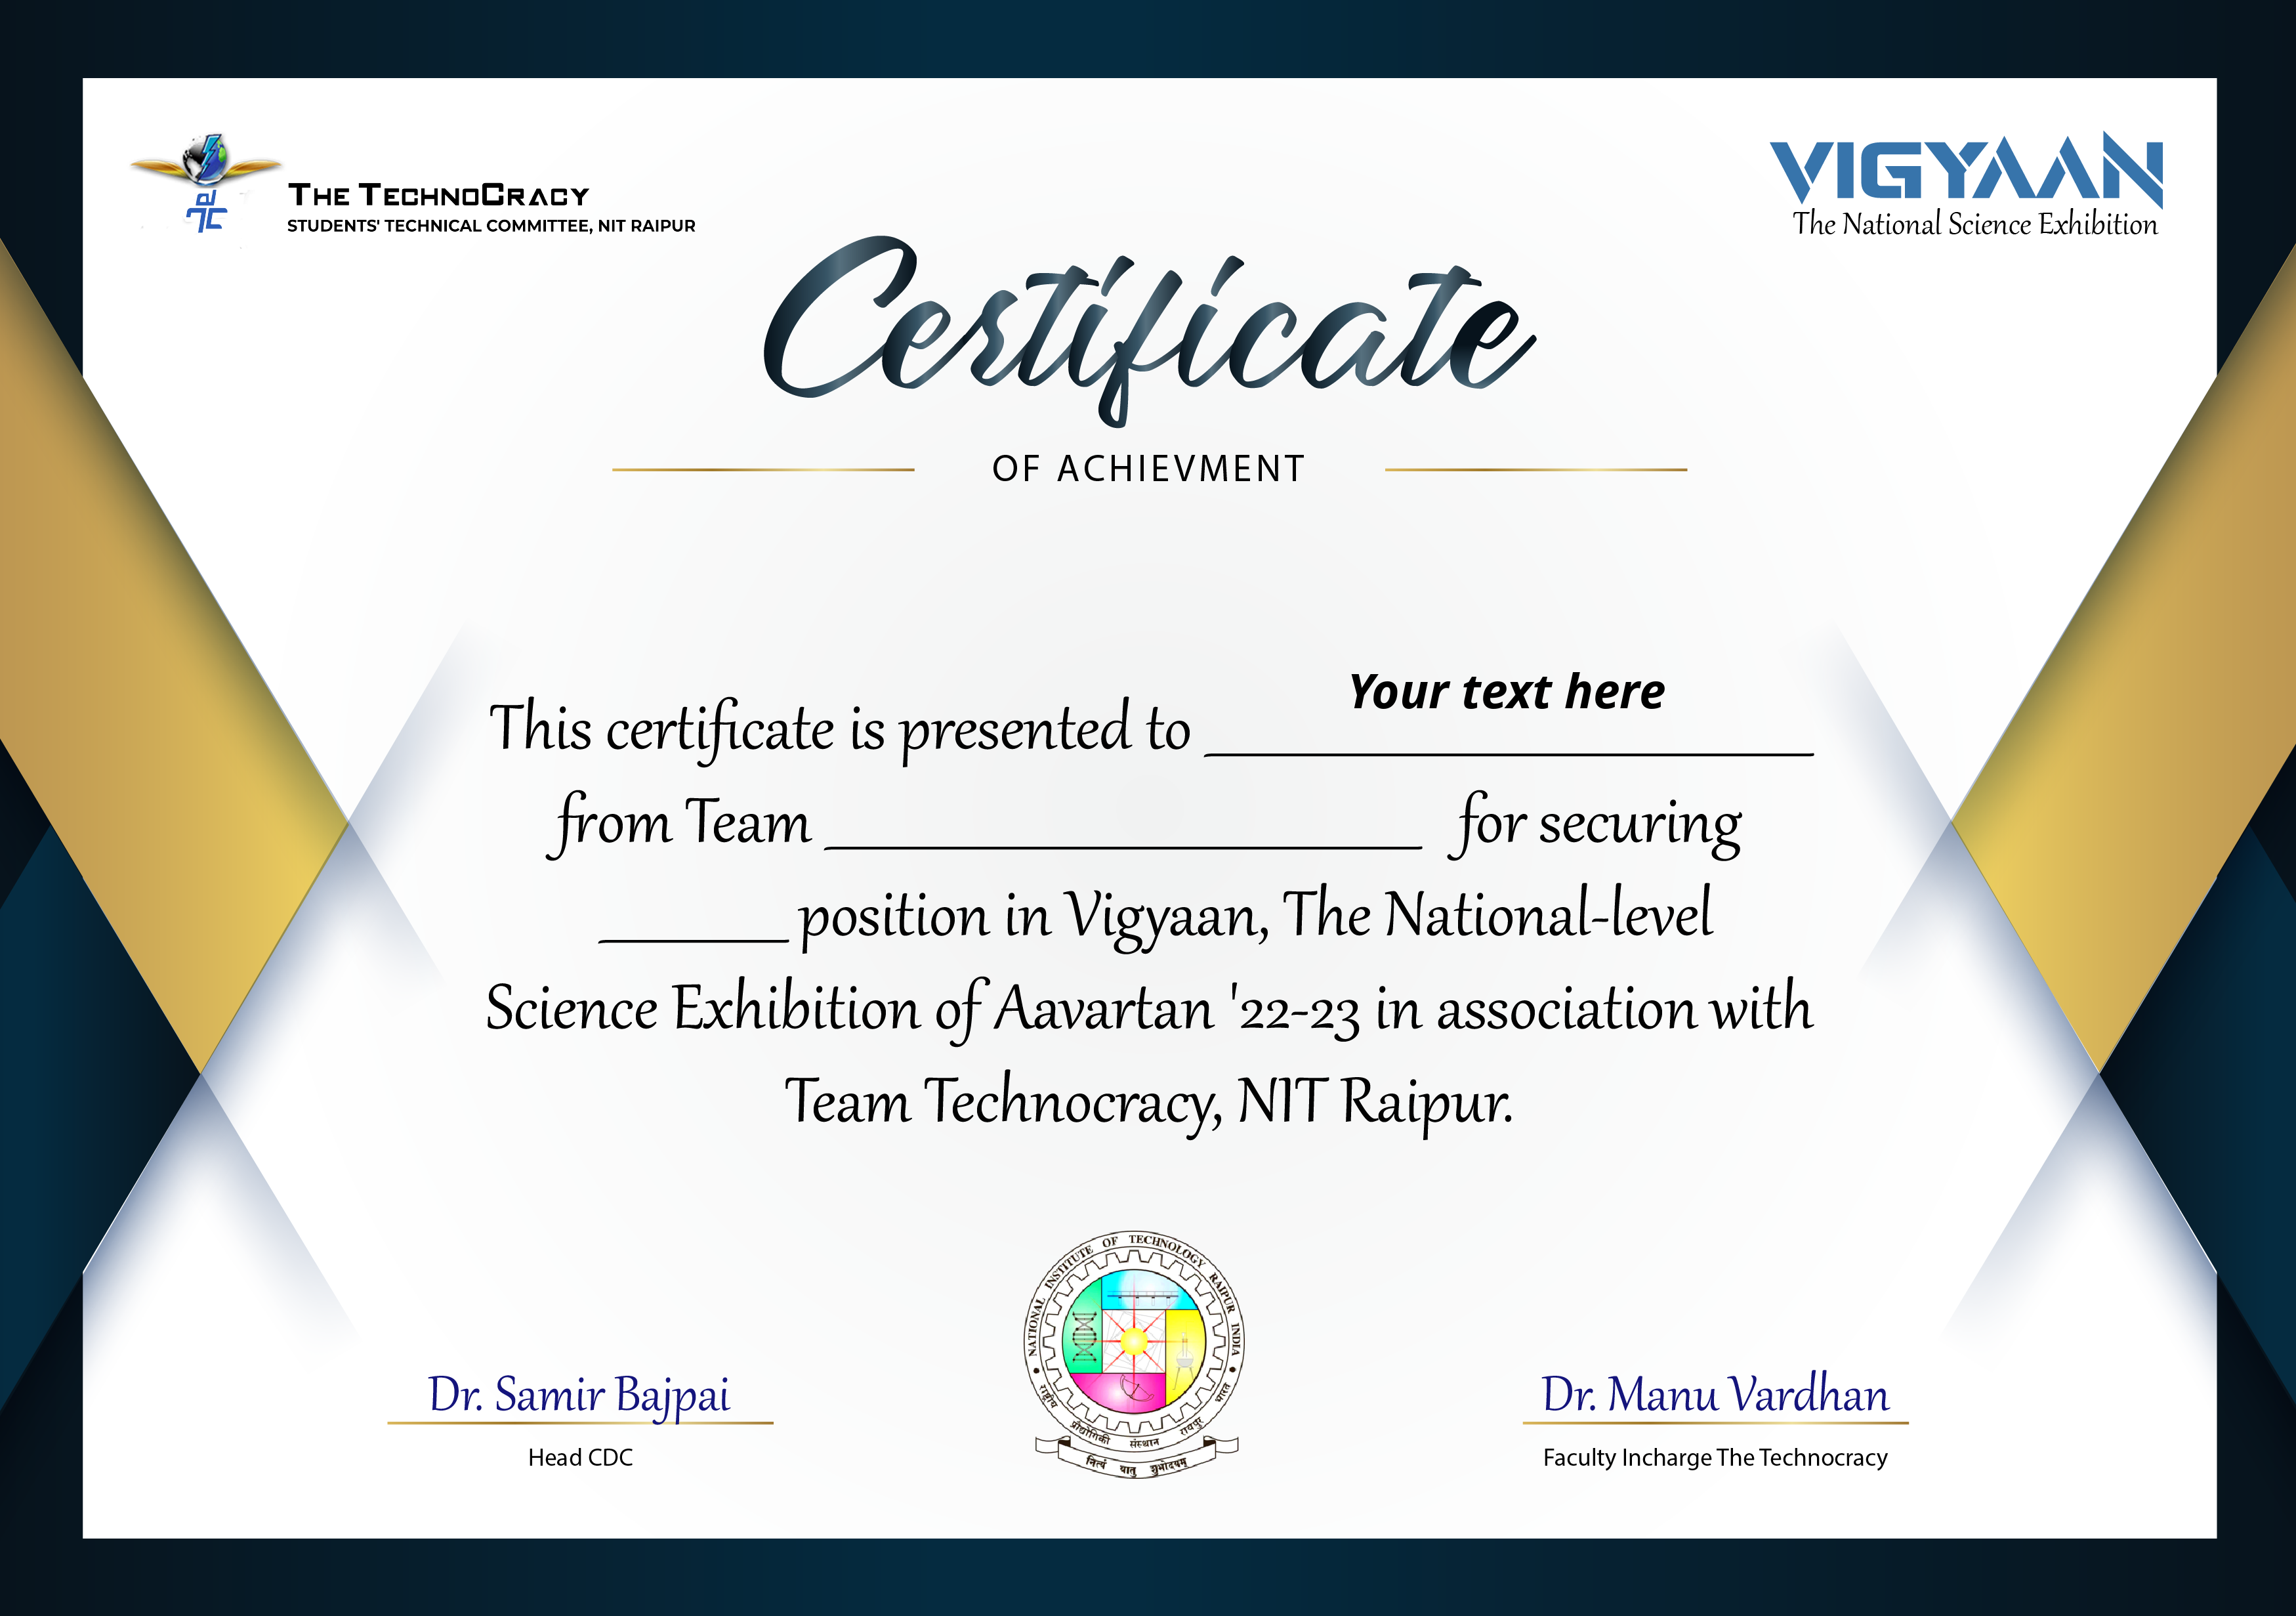 THE TECHNOCRACY
STUDENTS' TECHNICAL COMMITTEE, NIT RAIPUR
VIGYAAN
The National Science Exhibition
Certificate
OF ACHIEVMENT
Your text here
This certificate is presented to ____________________
from Team ____________________ for securing
______ position in Vigyaan, The National-level
Science Exhibition of Aavartan '22-23 in association with
Team Technocracy, NIT Raipur.
NATIONAL INSTITUTE OF TECHNOLOGY RAIPUR INDIA
राष्ट्रीय प्रौद्योगिकी संस्थान रायपुर भारत
नित्यं यातु शुभोदयम्
Dr. Samir Bajpai
Head CDC
Dr. Manu Vardhan
Faculty Incharge The Technocracy